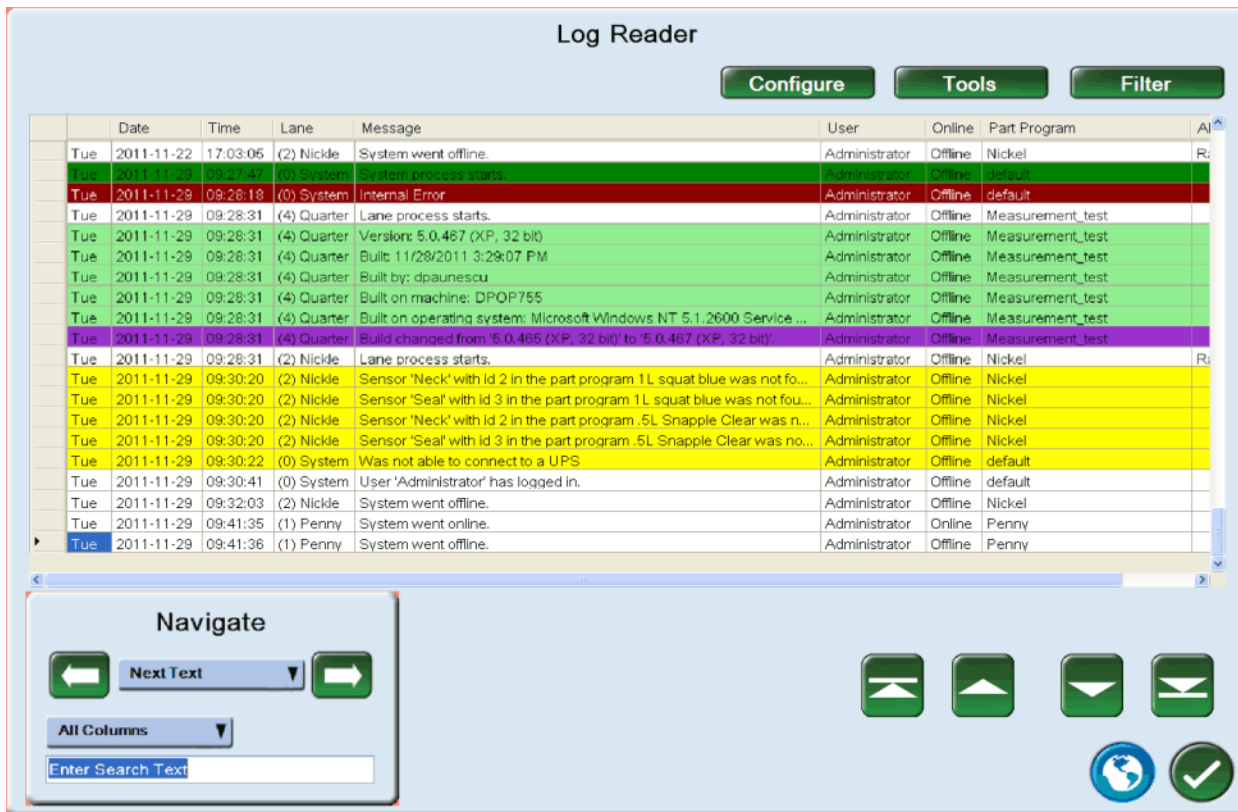 Log Reader
Configure Tools Filter
Date Time Lane Message User Online Part Program
Tue 2011-11-22 17:03:05 (2) Nickle System went offline. Administrator Offline Nickel
Tue 2011-11-29 09:27:47 (0) System System process starts. Administrator Offline default
Tue 2011-11-29 09:28:18 (0) System Internal Error Administrator Offline default
Tue 2011-11-29 09:28:31 (4) Quarter Lane process starts. Administrator Offline Measurement_test
Tue 2011-11-29 09:28:31 (4) Quarter Version: 5.0.467 (XP, 32 bit) Administrator Offline Measurement_test
Tue 2011-11-29 09:28:31 (4) Quarter Built: 11/28/2011 3:29:07 PM Administrator Offline Measurement_test
Tue 2011-11-29 09:28:31 (4) Quarter Built by: dpaunescu Administrator Offline Measurement_test
Tue 2011-11-29 09:28:31 (4) Quarter Built on machine: DPOP755 Administrator Offline Measurement_test
Tue 2011-11-29 09:28:31 (4) Quarter Built on operating system: Microsoft Windows NT 5.1.2600 Service ... Administrator Offline Measurement_test
Tue 2011-11-29 09:28:31 (4) Quarter Build changed from '5.0.465 (XP, 32 bit)' to '5.0.467 (XP, 32 bit)'. Administrator Offline Measurement_test
Tue 2011-11-29 09:28:31 (2) Nickle Lane process starts. Administrator Offline Nickel
Tue 2011-11-29 09:30:20 (2) Nickle Sensor 'Neck' with id 2 in the part program 1L squat blue was not fo... Administrator Offline Nickel
Tue 2011-11-29 09:30:20 (2) Nickle Sensor 'Seal' with id 3 in the part program 1L squat blue was not fou... Administrator Offline Nickel
Tue 2011-11-29 09:30:20 (2) Nickle Sensor 'Neck' with id 2 in the part program .5L Snapple Clear was n... Administrator Offline Nickel
Tue 2011-11-29 09:30:20 (2) Nickle Sensor 'Seal' with id 3 in the part program .5L Snapple Clear was no... Administrator Offline Nickel
Tue 2011-11-29 09:30:22 (0) System Was not able to connect to a UPS Administrator Offline default
Tue 2011-11-29 09:30:41 (0) System User 'Administrator' has logged in. Administrator Offline default
Tue 2011-11-29 09:32:03 (2) Nickle System went offline. Administrator Offline Nickel
Tue 2011-11-29 09:41:35 (1) Penny System went online. Administrator Online Penny
Tue 2011-11-29 09:41:36 (1) Penny System went offline. Administrator Offline Penny
Navigate
Next Text
All Columns
Enter Search Text